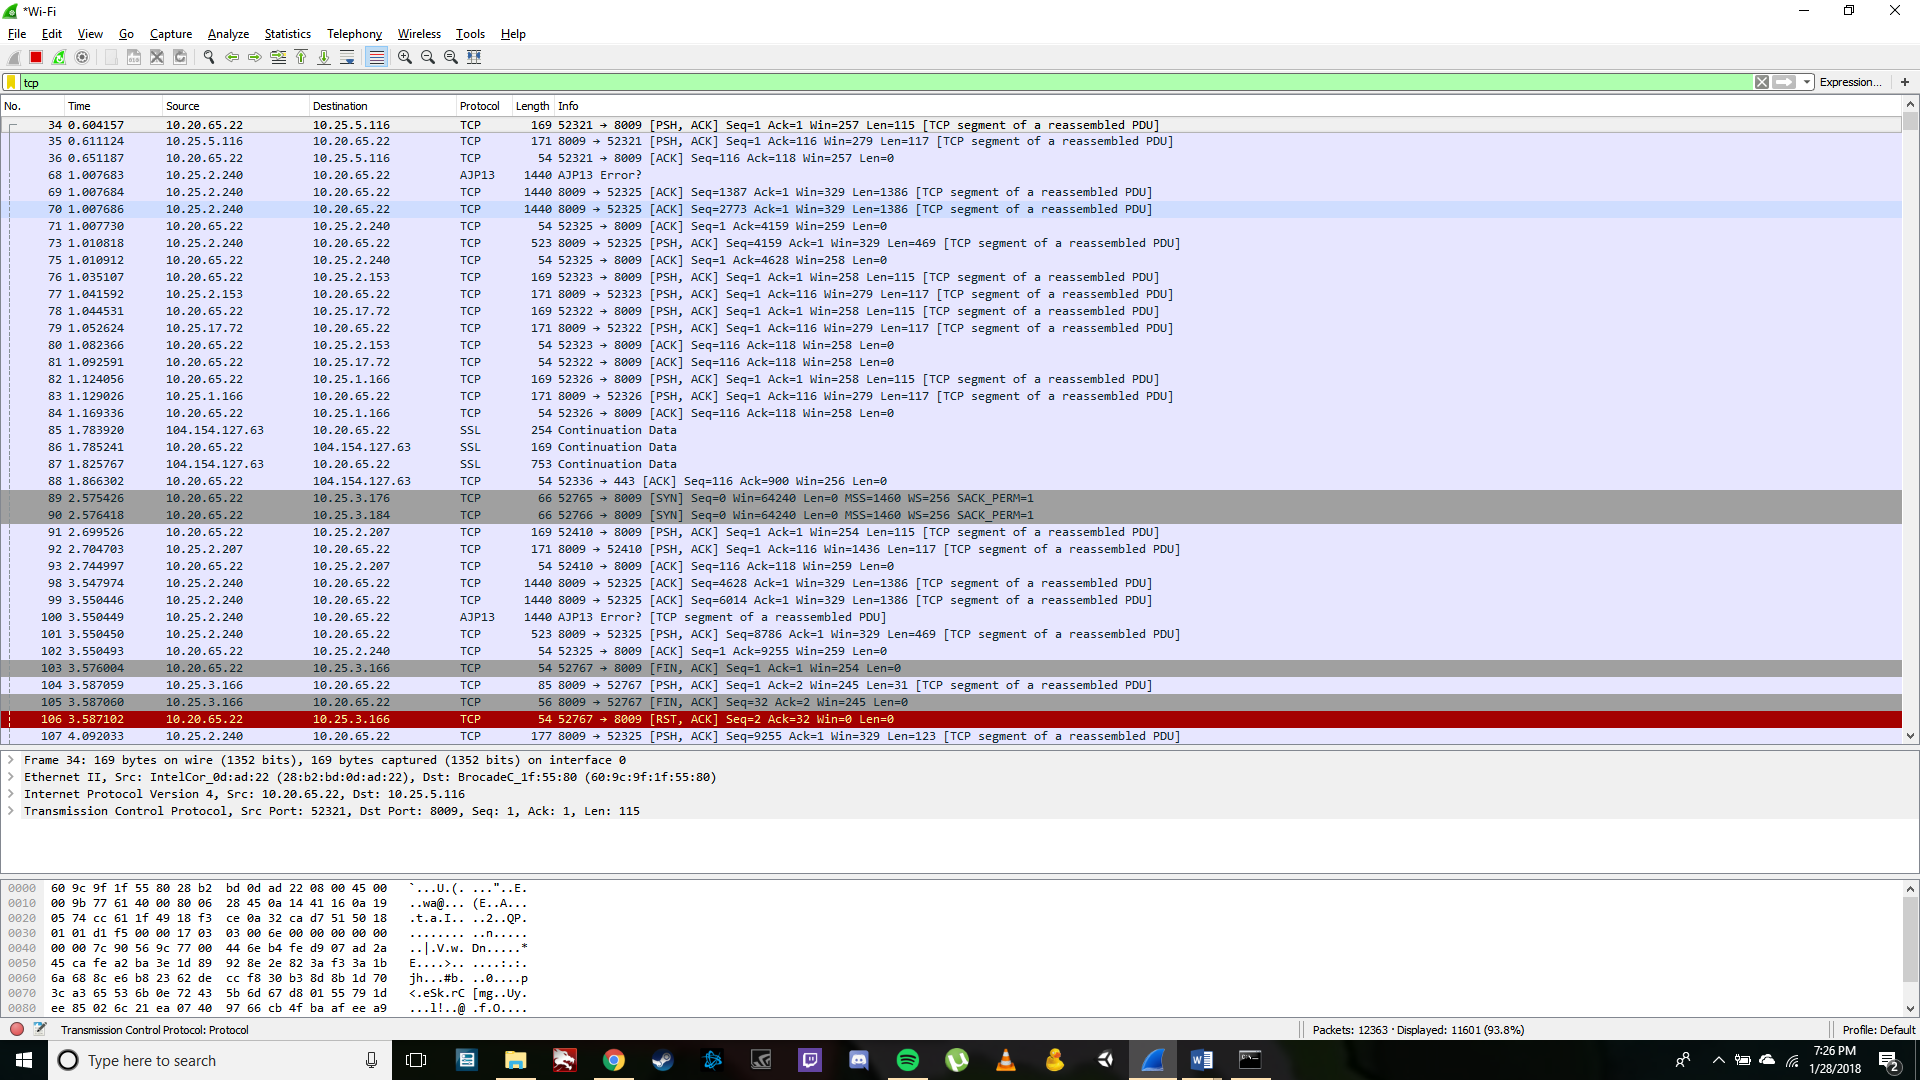 *Wi-Fi
File Edit View Go Capture Analyze Statistics Telephony Wireless Tools Help
tcp Expression... +
No. Time Source Destination Protocol Length Info
34 0.604157 10.20.65.22 10.25.5.116 TCP 169 52321 → 8009 [PSH, ACK] Seq=1 Ack=1 Win=257 Len=115 [TCP segment of a reassembled PDU]
35 0.611124 10.25.5.116 10.20.65.22 TCP 171 8009 → 52321 [PSH, ACK] Seq=1 Ack=116 Win=279 Len=117 [TCP segment of a reassembled PDU]
36 0.651187 10.20.65.22 10.25.5.116 TCP 54 52321 → 8009 [ACK] Seq=116 Ack=118 Win=257 Len=0
68 1.007683 10.25.2.240 10.20.65.22 AJP13 1440 AJP13 Error?
69 1.007684 10.25.2.240 10.20.65.22 TCP 1440 8009 → 52325 [ACK] Seq=1387 Ack=1 Win=329 Len=1386 [TCP segment of a reassembled PDU]
70 1.007686 10.25.2.240 10.20.65.22 TCP 1440 8009 → 52325 [ACK] Seq=2773 Ack=1 Win=329 Len=1386 [TCP segment of a reassembled PDU]
71 1.007730 10.20.65.22 10.25.2.240 TCP 54 52325 → 8009 [ACK] Seq=1 Ack=4159 Win=259 Len=0
73 1.010818 10.25.2.240 10.20.65.22 TCP 523 8009 → 52325 [PSH, ACK] Seq=4159 Ack=1 Win=329 Len=469 [TCP segment of a reassembled PDU]
75 1.010912 10.20.65.22 10.25.2.240 TCP 54 52325 → 8009 [ACK] Seq=1 Ack=4628 Win=258 Len=0
76 1.035107 10.20.65.22 10.25.2.153 TCP 169 52323 → 8009 [PSH, ACK] Seq=1 Ack=1 Win=258 Len=115 [TCP segment of a reassembled PDU]
77 1.041592 10.25.2.153 10.20.65.22 TCP 171 8009 → 52323 [PSH, ACK] Seq=1 Ack=116 Win=279 Len=117 [TCP segment of a reassembled PDU]
78 1.044531 10.20.65.22 10.25.17.72 TCP 169 52322 → 8009 [PSH, ACK] Seq=1 Ack=1 Win=258 Len=115 [TCP segment of a reassembled PDU]
79 1.052624 10.25.17.72 10.20.65.22 TCP 171 8009 → 52322 [PSH, ACK] Seq=1 Ack=116 Win=279 Len=117 [TCP segment of a reassembled PDU]
80 1.082366 10.20.65.22 10.25.2.153 TCP 54 52323 → 8009 [ACK] Seq=116 Ack=118 Win=258 Len=0
81 1.092591 10.20.65.22 10.25.17.72 TCP 54 52322 → 8009 [ACK] Seq=116 Ack=118 Win=258 Len=0
82 1.124056 10.20.65.22 10.25.1.166 TCP 169 52326 → 8009 [PSH, ACK] Seq=1 Ack=1 Win=258 Len=115 [TCP segment of a reassembled PDU]
83 1.129026 10.25.1.166 10.20.65.22 TCP 171 8009 → 52326 [PSH, ACK] Seq=1 Ack=116 Win=279 Len=117 [TCP segment of a reassembled PDU]
84 1.169336 10.20.65.22 10.25.1.166 TCP 54 52326 → 8009 [ACK] Seq=116 Ack=118 Win=258 Len=0
85 1.783920 104.154.127.63 10.20.65.22 SSL 254 Continuation Data
86 1.785241 10.20.65.22 104.154.127.63 SSL 169 Continuation Data
87 1.825767 104.154.127.63 10.20.65.22 SSL 753 Continuation Data
88 1.866302 10.20.65.22 104.154.127.63 TCP 54 52336 → 443 [ACK] Seq=116 Ack=900 Win=256 Len=0
89 2.575426 10.20.65.22 10.25.3.176 TCP 66 52765 → 8009 [SYN] Seq=0 Win=64240 Len=0 MSS=1460 WS=256 SACK_PERM=1
90 2.576418 10.20.65.22 10.25.3.184 TCP 66 52766 → 8009 [SYN] Seq=0 Win=64240 Len=0 MSS=1460 WS=256 SACK_PERM=1
91 2.699526 10.20.65.22 10.25.2.207 TCP 169 52410 → 8009 [PSH, ACK] Seq=1 Ack=1 Win=254 Len=115 [TCP segment of a reassembled PDU]
92 2.704703 10.25.2.207 10.20.65.22 TCP 171 8009 → 52410 [PSH, ACK] Seq=1 Ack=116 Win=1436 Len=117 [TCP segment of a reassembled PDU]
93 2.744997 10.20.65.22 10.25.2.207 TCP 54 52410 → 8009 [ACK] Seq=116 Ack=118 Win=259 Len=0
98 3.547974 10.25.2.240 10.20.65.22 TCP 1440 8009 → 52325 [ACK] Seq=4628 Ack=1 Win=329 Len=1386 [TCP segment of a reassembled PDU]
99 3.550446 10.25.2.240 10.20.65.22 TCP 1440 8009 → 52325 [ACK] Seq=6014 Ack=1 Win=329 Len=1386 [TCP segment of a reassembled PDU]
100 3.550449 10.25.2.240 10.20.65.22 AJP13 1440 AJP13 Error? [TCP segment of a reassembled PDU]
101 3.550450 10.25.2.240 10.20.65.22 TCP 523 8009 → 52325 [PSH, ACK] Seq=8786 Ack=1 Win=329 Len=469 [TCP segment of a reassembled PDU]
102 3.550493 10.20.65.22 10.25.2.240 TCP 54 52325 → 8009 [ACK] Seq=1 Ack=9255 Win=259 Len=0
103 3.576004 10.20.65.22 10.25.3.166 TCP 54 52767 → 8009 [FIN, ACK] Seq=1 Ack=1 Win=254 Len=0
104 3.587059 10.25.3.166 10.20.65.22 TCP 85 8009 → 52767 [PSH, ACK] Seq=1 Ack=2 Win=245 Len=31 [TCP segment of a reassembled PDU]
105 3.587060 10.25.3.166 10.20.65.22 TCP 56 8009 → 52767 [FIN, ACK] Seq=32 Ack=2 Win=245 Len=0
106 3.587102 10.20.65.22 10.25.3.166 TCP 54 52767 → 8009 [RST, ACK] Seq=2 Ack=32 Win=0 Len=0
107 4.092033 10.25.2.240 10.20.65.22 TCP 177 8009 → 52325 [PSH, ACK] Seq=9255 Ack=1 Win=329 Len=123 [TCP segment of a reassembled PDU]
Frame 34: 169 bytes on wire (1352 bits), 169 bytes captured (1352 bits) on interface 0
Ethernet II, Src: IntelCor_0d:ad:22 (28:b2:bd:0d:ad:22), Dst: BrocadeC_1f:55:80 (60:9c:9f:1f:55:80)
Internet Protocol Version 4, Src: 10.20.65.22, Dst: 10.25.5.116
Transmission Control Protocol, Src Port: 52321, Dst Port: 8009, Seq: 1, Ack: 1, Len: 115
0000 60 9c 9f 1f 55 80 28 b2 bd 0d ad 22 08 00 45 00 `...U.(. ..."..E.
0010 00 9b 77 61 40 00 80 06 28 45 0a 14 41 16 0a 19 ..wa@... (E..A...
0020 05 74 cc 61 1f 49 18 f3 ce 0a 32 ca d7 51 50 18 .t.a.I.. ..2..QP.
0030 01 01 d1 f5 00 00 17 03 03 00 6e 00 00 00 00 00 ........ ..n.....
0040 00 00 7c 90 56 9c 77 00 44 6e b4 fe d9 07 ad 2a ..|.V.w. Dn.....*
0050 45 ca fe a2 ba 3e 1d 89 92 8e 2e 82 3a f3 3a 1b E....>.. ....:.:.
0060 6a 68 8c e6 b8 23 62 de cc f8 30 b3 8d 8b 1d 70 jh...#b. ..0....p
0070 3c a3 65 53 6b 0e 72 43 5b 6d 67 d8 01 55 79 1d <.eSk.rC [mg..Uy.
0080 ee 85 02 6c 21 ea 07 40 97 66 cb 4f ba af ee a9 ...l!..@ .f.O....
Transmission Control Protocol: Protocol Packets: 12363 · Displayed: 11601 (93.8%) Profile: Default
Type here to search
7:26 PM
1/28/2018
2